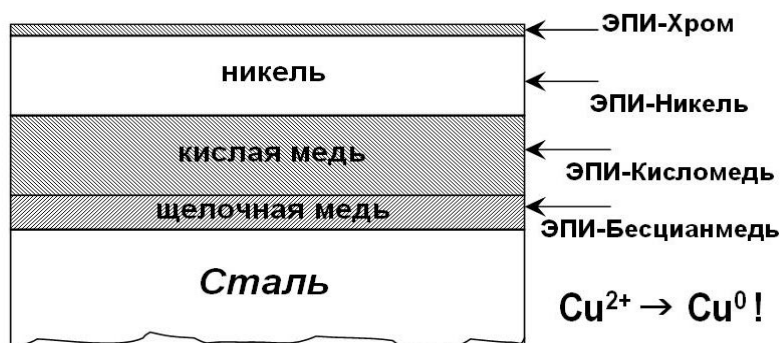 ЭПИ-Хром
никель
ЭПИ-Никель
кислая медь
ЭПИ-Кисломедь
щелочная медь
ЭПИ-Бесцианмедь
Сталь
Cu²⁺ → Cu⁰ !